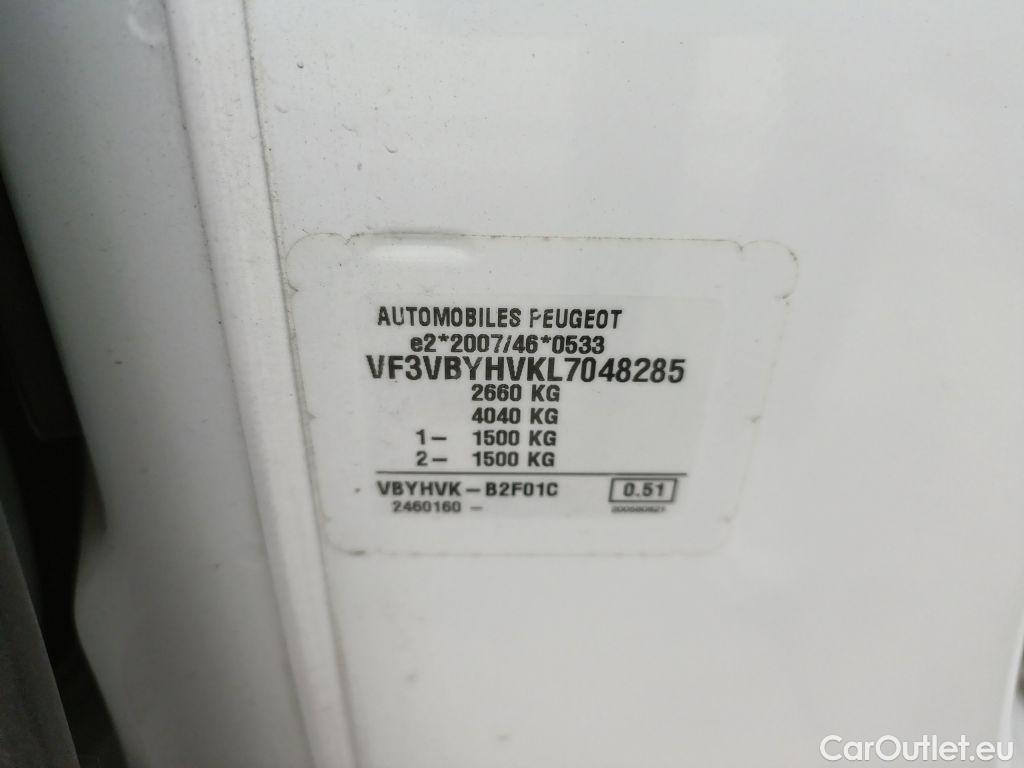 AUTOMOBILES PEUGEOT
e2*2007/46*0533
VF3VBYHVKL7048285
2660 KG
4040 KG
1- 1500 KG
2- 1500 KG
VBYHVK-B2F01C 0.51
2460160 -
CarOutlet.eu